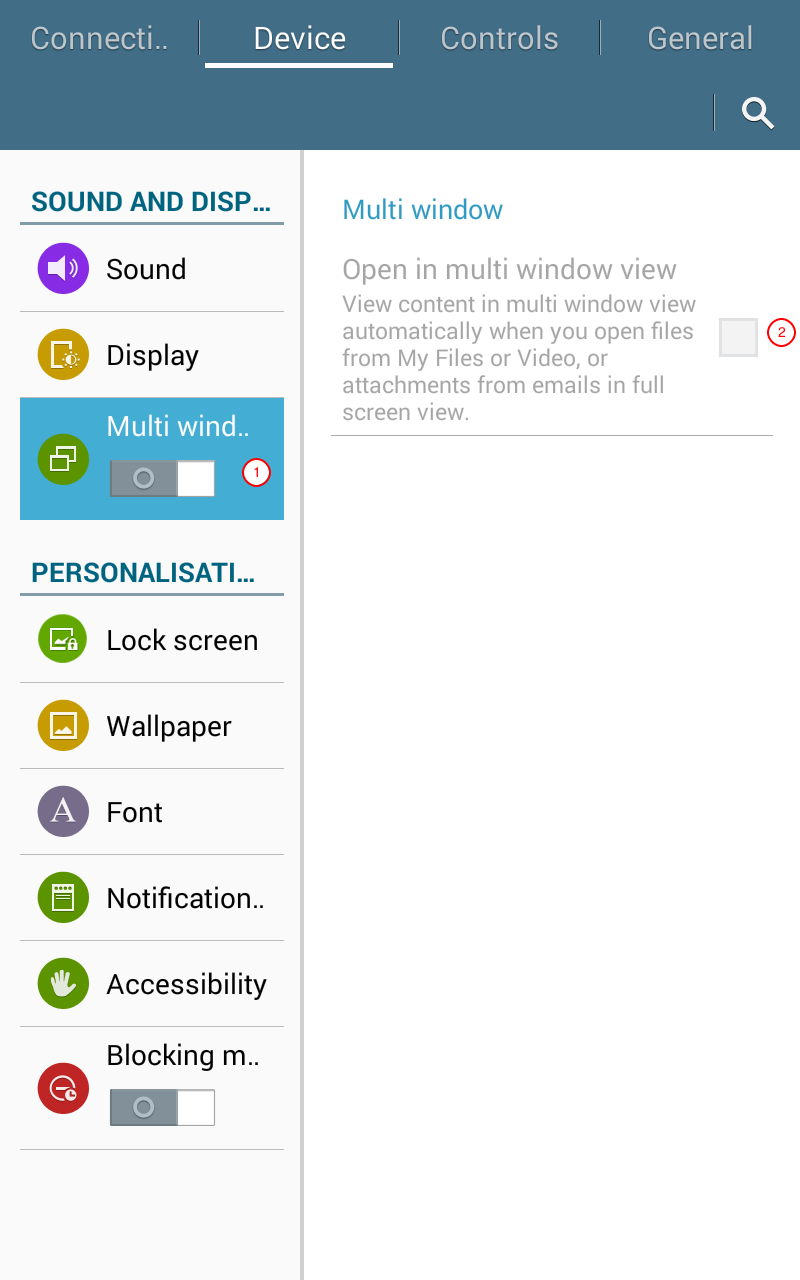 Connecti..
Device
Controls
General
SOUND AND DISP...
Sound
Display
Multi wind..
1
PERSONALISATI...
Lock screen
Wallpaper
Font
Notification..
Accessibility
Blocking m..
Multi window
Open in multi window view
View content in multi window view
automatically when you open files
from My Files or Video, or
attachments from emails in full
screen view.
2